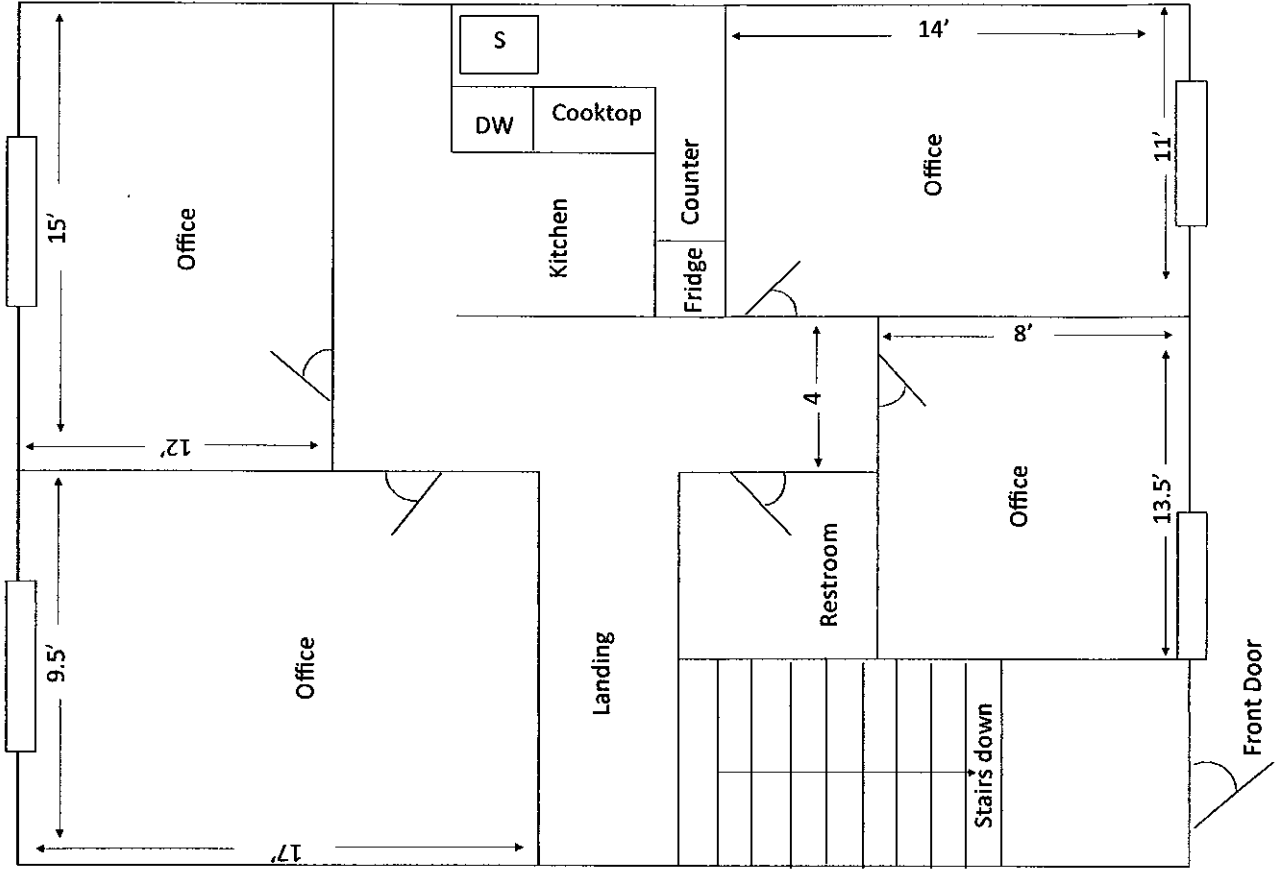 S
DW
Cooktop
14'
15'
Office
Counter
Office
11'
Kitchen
Fridge
8'
4
12'
Office
13.5'
9.5'
Office
Landing
Restroom
Stairs down
Front Door
17'